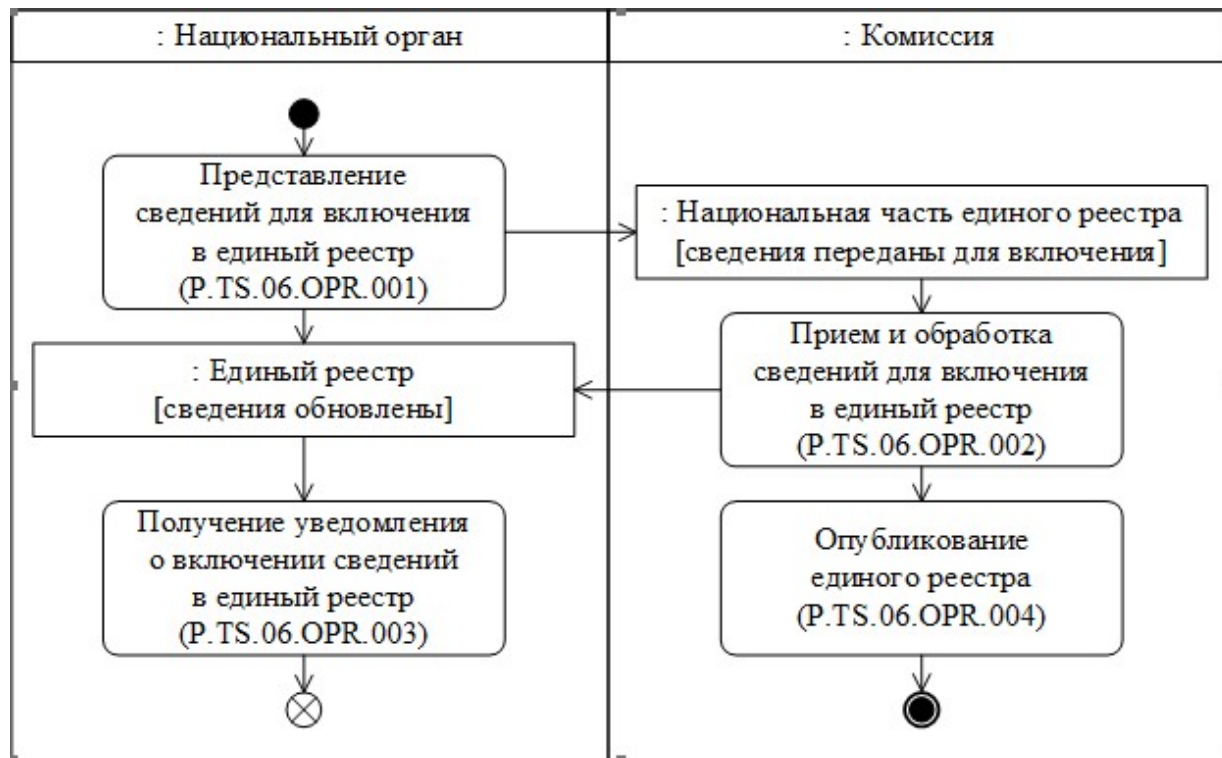 : Национальный орган
: Комиссия
Представление
сведений для включения
в единый реестр
(P.TS.06.OPR.001)
: Национальная часть единого реестра
[сведения переданы для включения]
: Единый реестр
[сведения обновлены]
Прием и обработка
сведений для включения
в единый реестр
(P.TS.06.OPR.002)
Получение уведомления
о включении сведений
в единый реестр
(P.TS.06.OPR.003)
Опубликование
единого реестра
(P.TS.06.OPR.004)